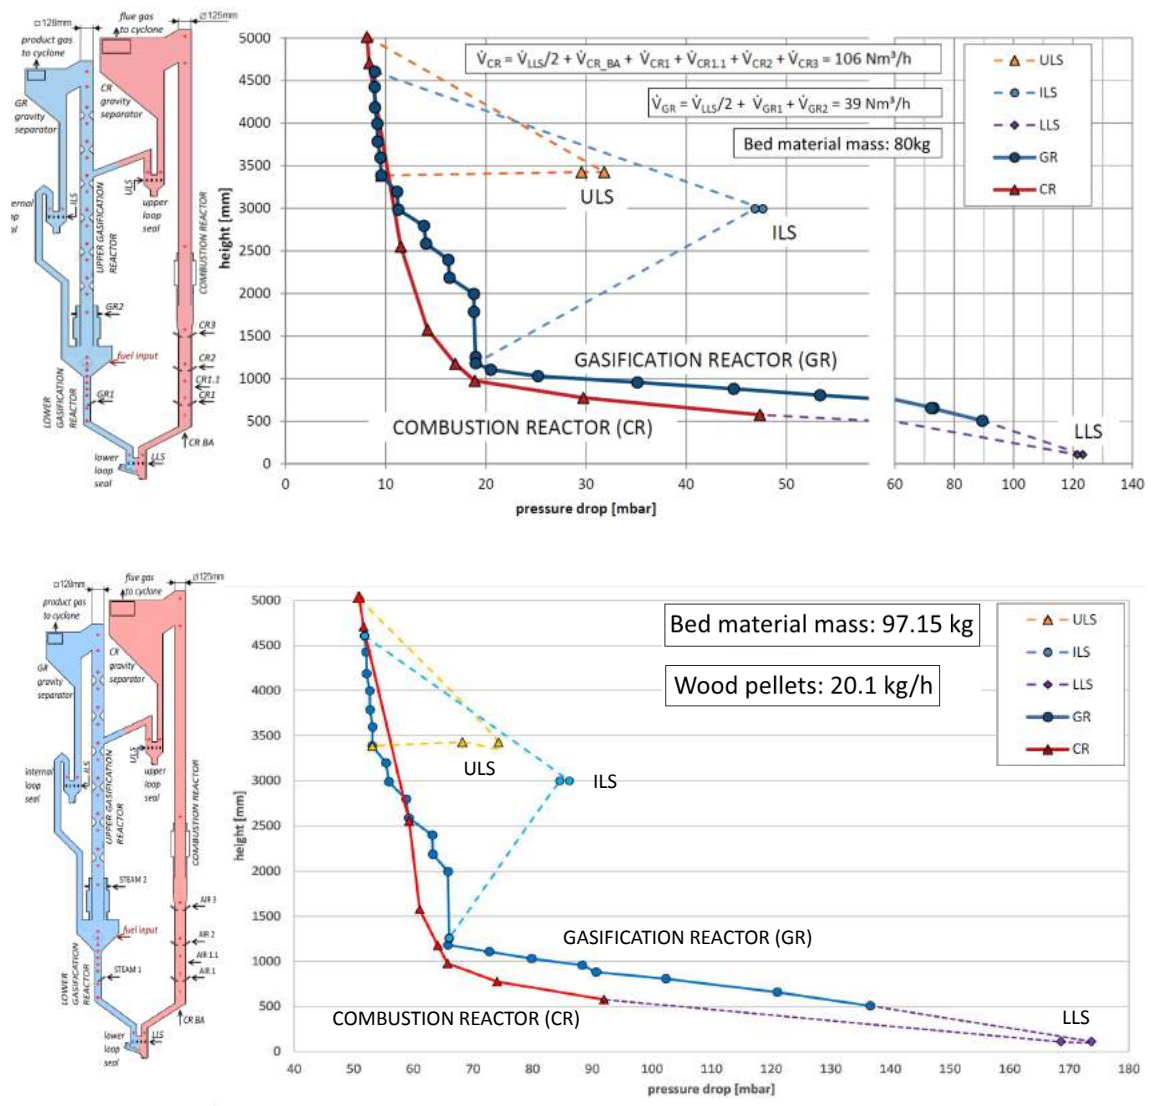 □128mm
flue gas
to cyclone
Ø125mm
product gas
to cyclone
GR
gravity
separator
CR
gravity
separator
ULS
upper
loop
seal
ILS
UPPER GASIFICATION
REACTOR
COMBUSTION REACTOR
GR2
CR3
fuel input
CR2
CR1.1
GR1
CR1
LOWER
GASIFICATION
REACTOR
CR BA
lower
loop
seal
LLS
height [mm]
5000
4500
4000
3500
3000
2500
2000
1500
1000
500
0
V̇CR = V̇LLS/2 + V̇CR_BA + V̇CR1 + V̇CR1.1 + V̇CR2 + V̇CR3 = 106 Nm³/h
V̇GR = V̇LLS/2 + V̇GR1 + V̇GR2 = 39 Nm³/h
Bed material mass: 80kg
ULS
ILS
GASIFICATION REACTOR (GR)
COMBUSTION REACTOR (CR)
LLS
ULS
ILS
LLS
GR
CR
0 10 20 30 40 50 60 80 100 120 140
pressure drop [mbar]
□128mm
flue gas
to cyclone
Ø125mm
product gas
to cyclone
GR
gravity
separator
CR
gravity
separator
internal
loop
seal
ILS
ULS
upper
loop
seal
UPPER GASIFICATION
REACTOR
COMBUSTION REACTOR
STEAM 2
AIR 3
fuel input
AIR 2
AIR 1.1
STEAM 1
AIR 1
LOWER
GASIFICATION
REACTOR
CR BA
lower
loop
seal
LLS
height [mm]
5000
4500
4000
3500
3000
2500
2000
1500
1000
500
0
Bed material mass: 97.15 kg
Wood pellets: 20.1 kg/h
ULS
ILS
GASIFICATION REACTOR (GR)
COMBUSTION REACTOR (CR)
LLS
ULS
ILS
LLS
GR
CR
40 50 60 70 80 90 100 110 120 130 140 150 160 170 180
pressure drop [mbar]